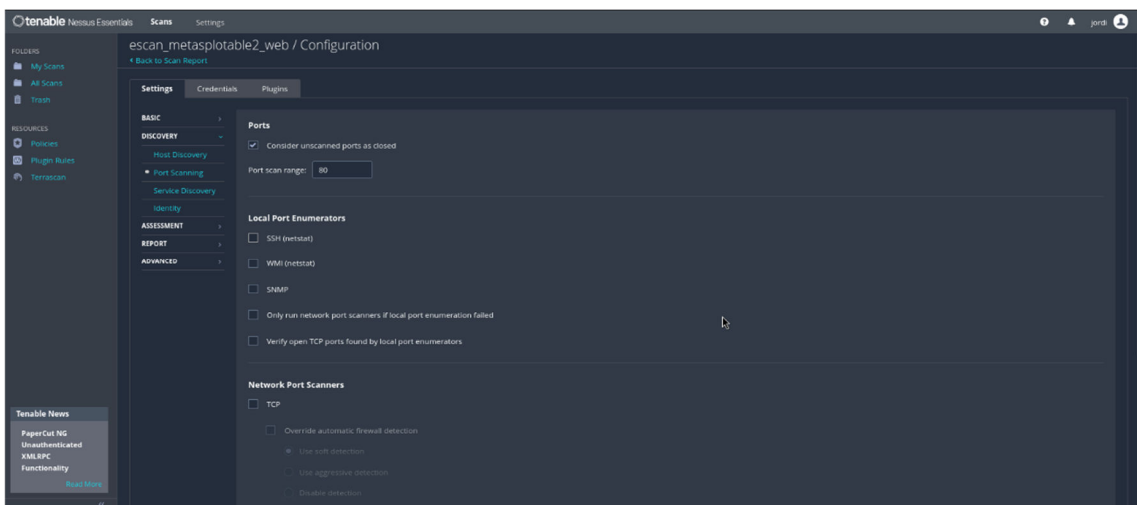 tenable Nessus Essentials Scans Settings jordi
FOLDERS
My Scans
All Scans
Trash
RESOURCES
Policies
Plugin Rules
Terrascan
Tenable News
PaperCut NG
Unauthenticated
XMLRPC
Functionality
Read More
escan_metasplotable2_web / Configuration
Back to Scan Report
Settings Credentials Plugins
BASIC
DISCOVERY
Host Discovery
Port Scanning
Service Discovery
Identity
ASSESSMENT
REPORT
ADVANCED
Ports
Consider unscanned ports as closed
Port scan range: 80
Local Port Enumerators
SSH (netstat)
WMI (netstat)
SNMP
Only run network port scanners if local port enumeration failed
Verify open TCP ports found by local port enumerators
Network Port Scanners
TCP
Override automatic firewall detection
Use soft detection
Use aggressive detection
Disable detection